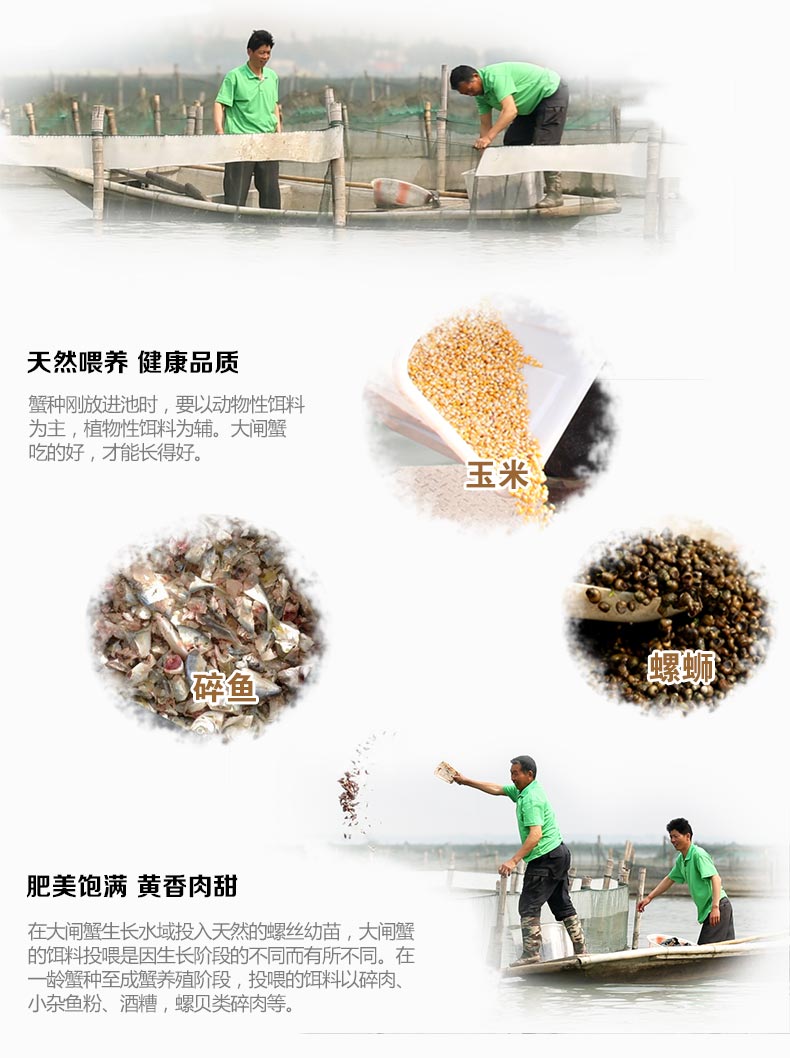 天然喂养 健康品质
蟹种刚放进池时，要以动物性饵料
为主，植物性饵料为辅。大闸蟹
吃的好，才能长得好。
玉米
碎鱼
螺蛳
肥美饱满 黄香肉甜
在大闸蟹生长水域投入天然的螺丝幼苗，大闸蟹
的饵料投喂是因生长阶段的不同而有所不同。在
一龄蟹种至成蟹养殖阶段，投喂的饵料以碎肉、
小杂鱼粉、酒糟，螺贝类碎肉等。